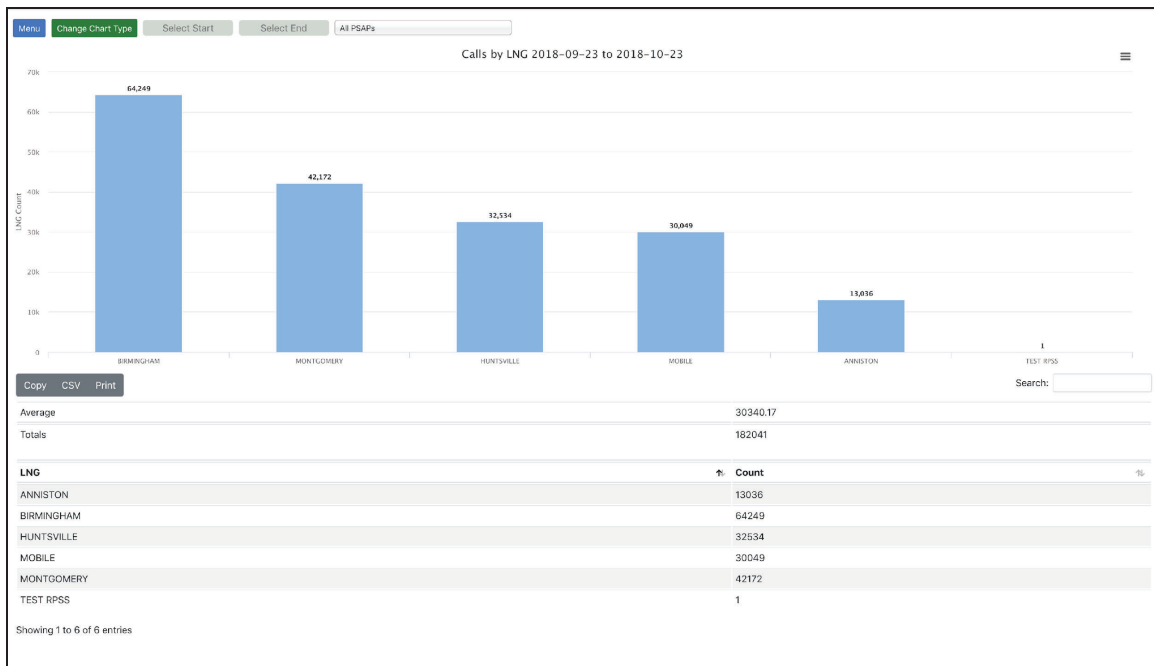 Menu Change Chart Type Select Start Select End All PSAPs
Calls by LNG 2018-09-23 to 2018-10-23
70k
60k
50k
40k
30k
20k
10k
0
LNG Count
64,249
42,172
32,534
30,049
13,036
1
BIRMINGHAM MONTGOMERY HUNTSVILLE MOBILE ANNISTON TEST RPSS
Copy CSV Print Search:
Average 30340.17
Totals 182041
LNG Count
ANNISTON 13036
BIRMINGHAM 64249
HUNTSVILLE 32534
MOBILE 30049
MONTGOMERY 42172
TEST RPSS 1
Showing 1 to 6 of 6 entries